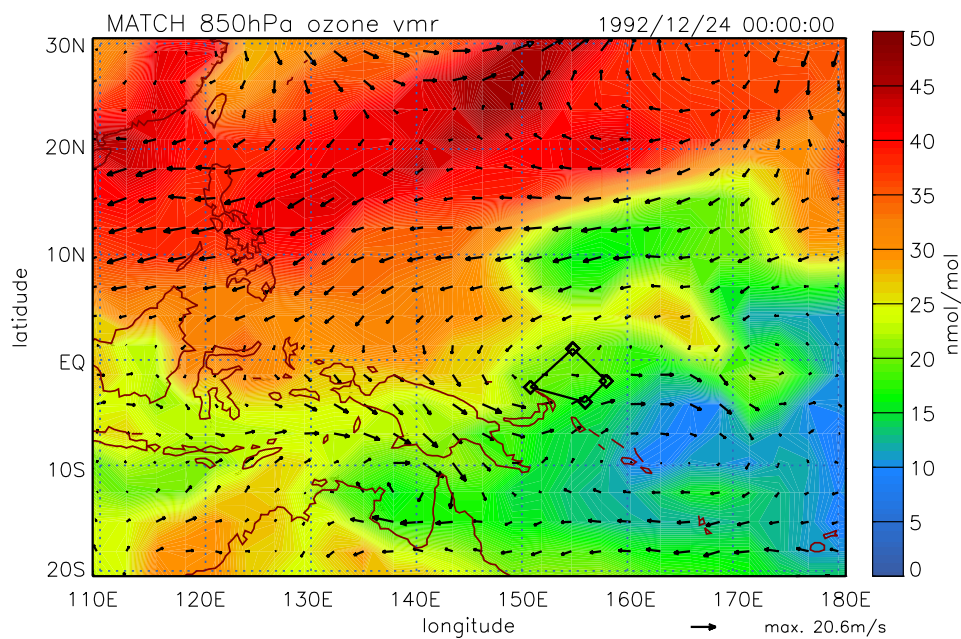 MATCH 850hPa ozone vmr 1992/12/24 00:00:00
30N
20N
10N
EQ
10S
20S
latidude
110E 120E 130E 140E 150E 160E 170E 180E
longitude
max. 20.6m/s
50
40
35
30
25
20
15
10
5
0
nmol/mol